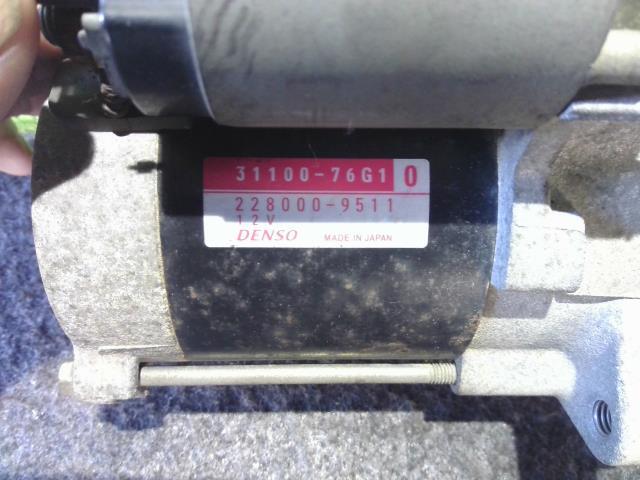 31100-76G1 0
228000-9511
12V
DENSO MADE IN JAPAN